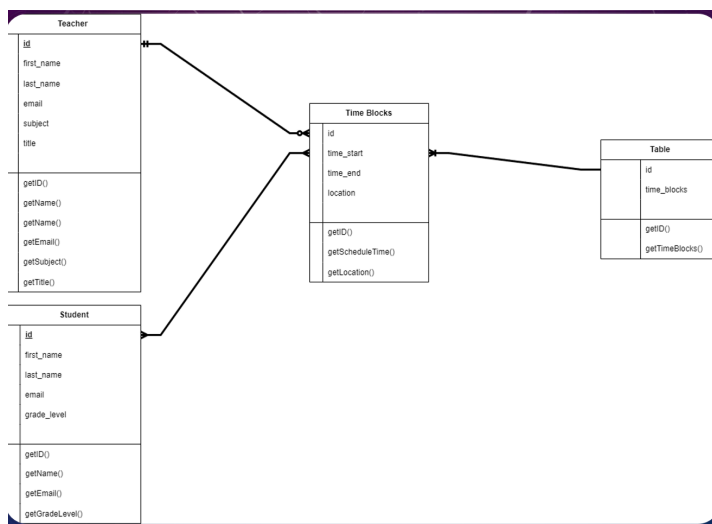 Teacher
id
first_name
last_name
email
subject
title
getID()
getName()
getName()
getEmail()
getSubject()
getTitle()
Student
id
first_name
last_name
email
grade_level
getID()
getName()
getEmail()
getGradeLevel()
Time Blocks
id
time_start
time_end
location
getID()
getScheduleTime()
getLocation()
Table
id
time_blocks
getID()
getTimeBlocks()